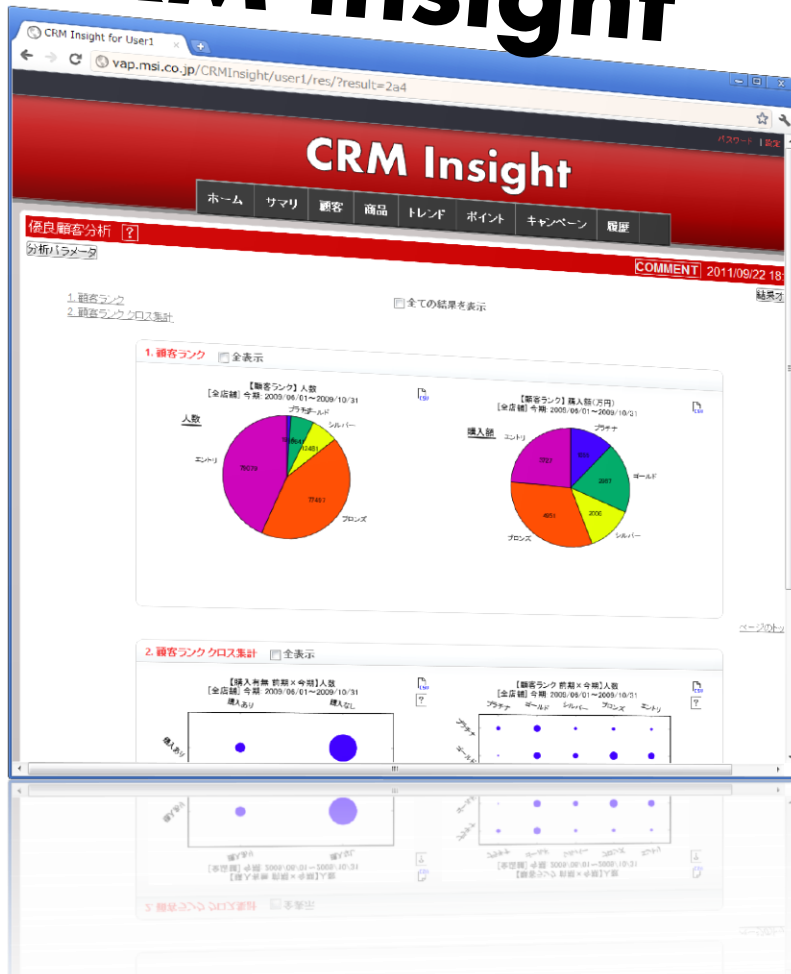 CRM Insight
CRM Insight for User1
vap.msi.co.jp/CRMInsight/user1/res/?result=2a4
パスワード | 設定
CRM Insight
ホーム サマリ 顧客 商品 トレンド ポイント キャンペーン 履歴
優良顧客分析 ?
COMMENT 2011/09/22 18:
分析パラメータ
1. 顧客ランク
2. 顧客ランク クロス集計
全ての結果を表示
1. 顧客ランク 全表示
【顧客ランク】人数
[全店舗] 今期: 2009/06/01～2009/10/31
人数
プラチナ
ゴールド
シルバー
ブロンズ
エントリ
【顧客ランク】購入額(万円)
[全店舗] 今期: 2009/06/01～2009/10/31
購入額
プラチナ
ゴールド
シルバー
ブロンズ
エントリ
2. 顧客ランク クロス集計 全表示
【購入有無 前期×今期】人数
[全店舗] 今期: 2009/06/01～2009/10/31
購入あり 購入なし
購入あり
?
【顧客ランク 前期×今期】人数
[全店舗] 今期: 2009/06/01～2009/10/31
プラチナ ゴールド シルバー ブロンズ エントリ
プラチナ
ゴールド
?